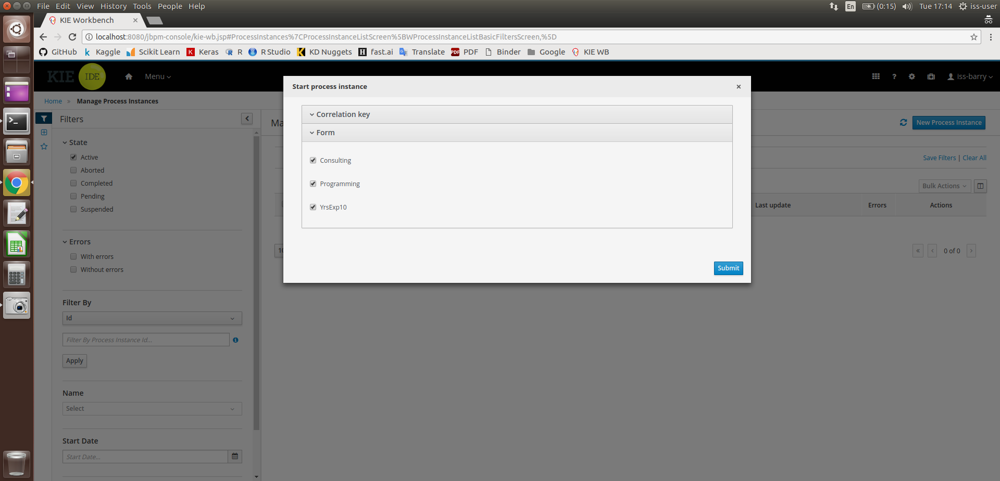 File Edit View History Tools People Help
En (0:15) Tue 17:14 iss-user
KIE Workbench
localhost:8080/jbpm-console/kie-wb.jsp#ProcessInstances%7CProcessInstanceListScreen%5BWProcessInstanceListBasicFiltersScreen,%5D
GitHub k Kaggle Scikit Learn K Keras R R RStudio K KD Nuggets H fast.ai Translate PDF PDF Binder Google KIE WB
KIE IDE Menu ? iss-barry
Home » Manage Process Instances
Filters
State
Active
Aborted
Completed
Pending
Suspended
Errors
With errors
Without errors
Filter By
Id
Filter By Process Instance Id...
Apply
Name
Select
Start Date
Start Date...
Start process instance ×
Correlation key
Form
Consulting
Programming
YrsExp10
Submit
Ma
New Process Instance
Save Filters | Clear All
Bulk Actions
Last update Errors Actions
10
« ‹ 0 of 0 ›